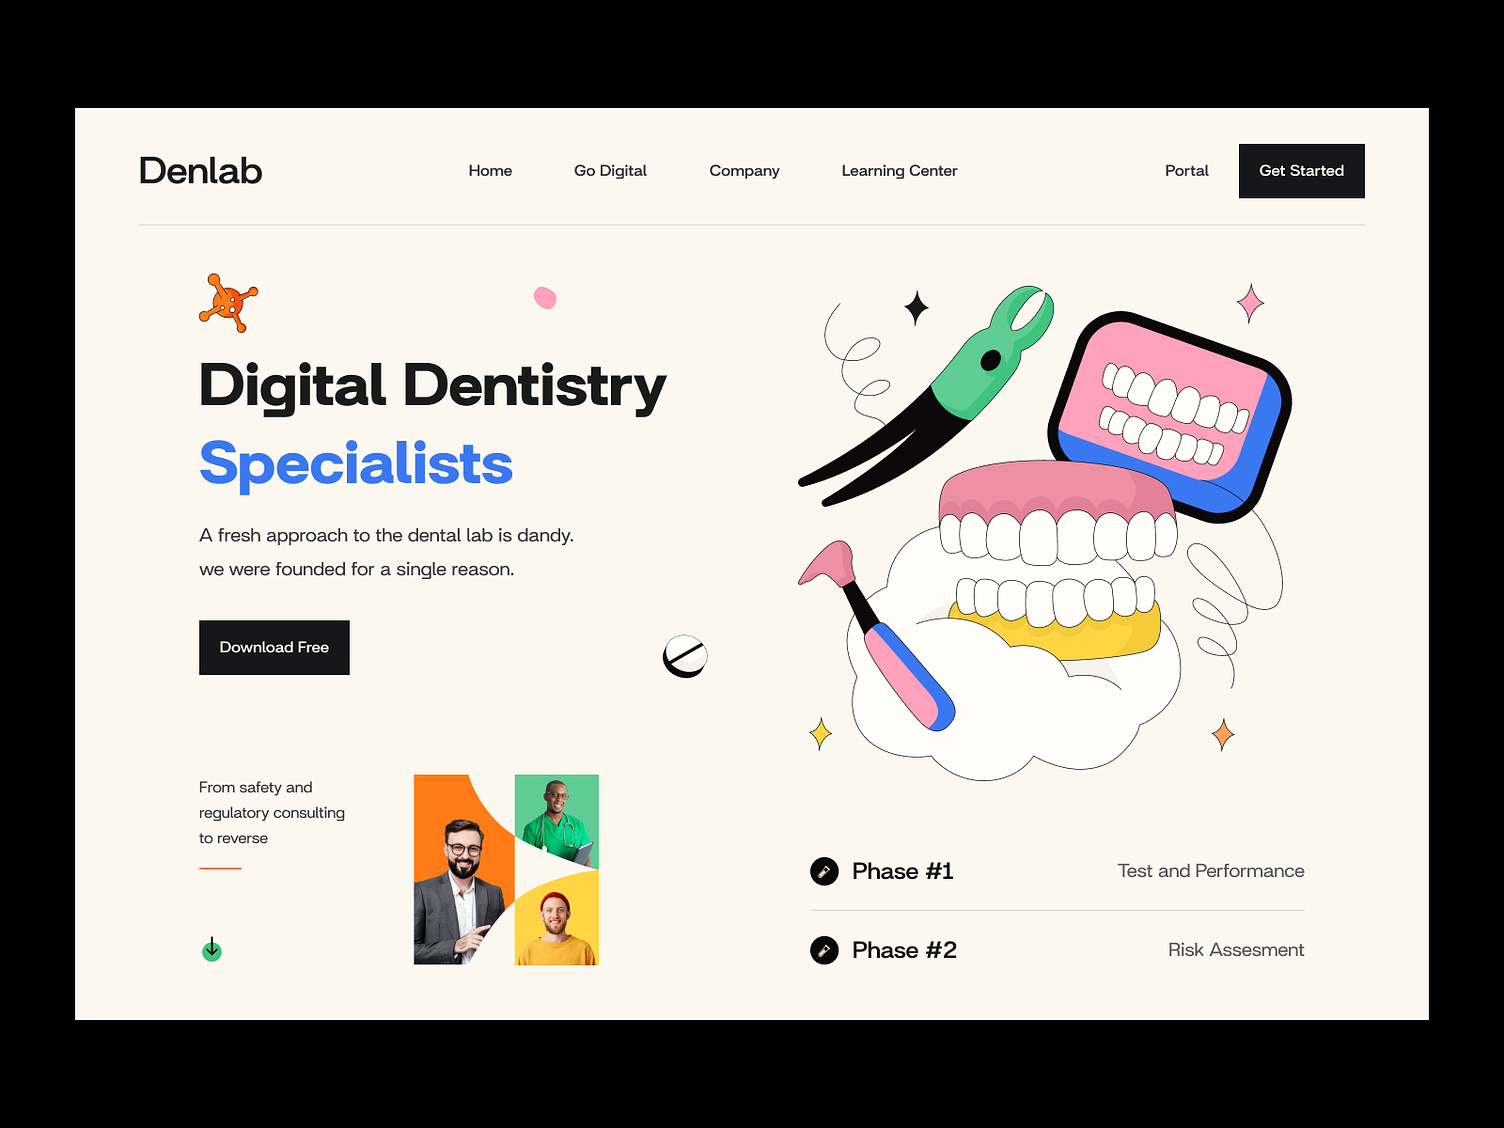 Denlab
Home
Go Digital
Company
Learning Center
Portal
Get Started
Digital Dentistry
Specialists
A fresh approach to the dental lab is dandy.
we were founded for a single reason.
Download Free
From safety and
regulatory consulting
to reverse
Phase #1
Test and Performance
Phase #2
Risk Assesment